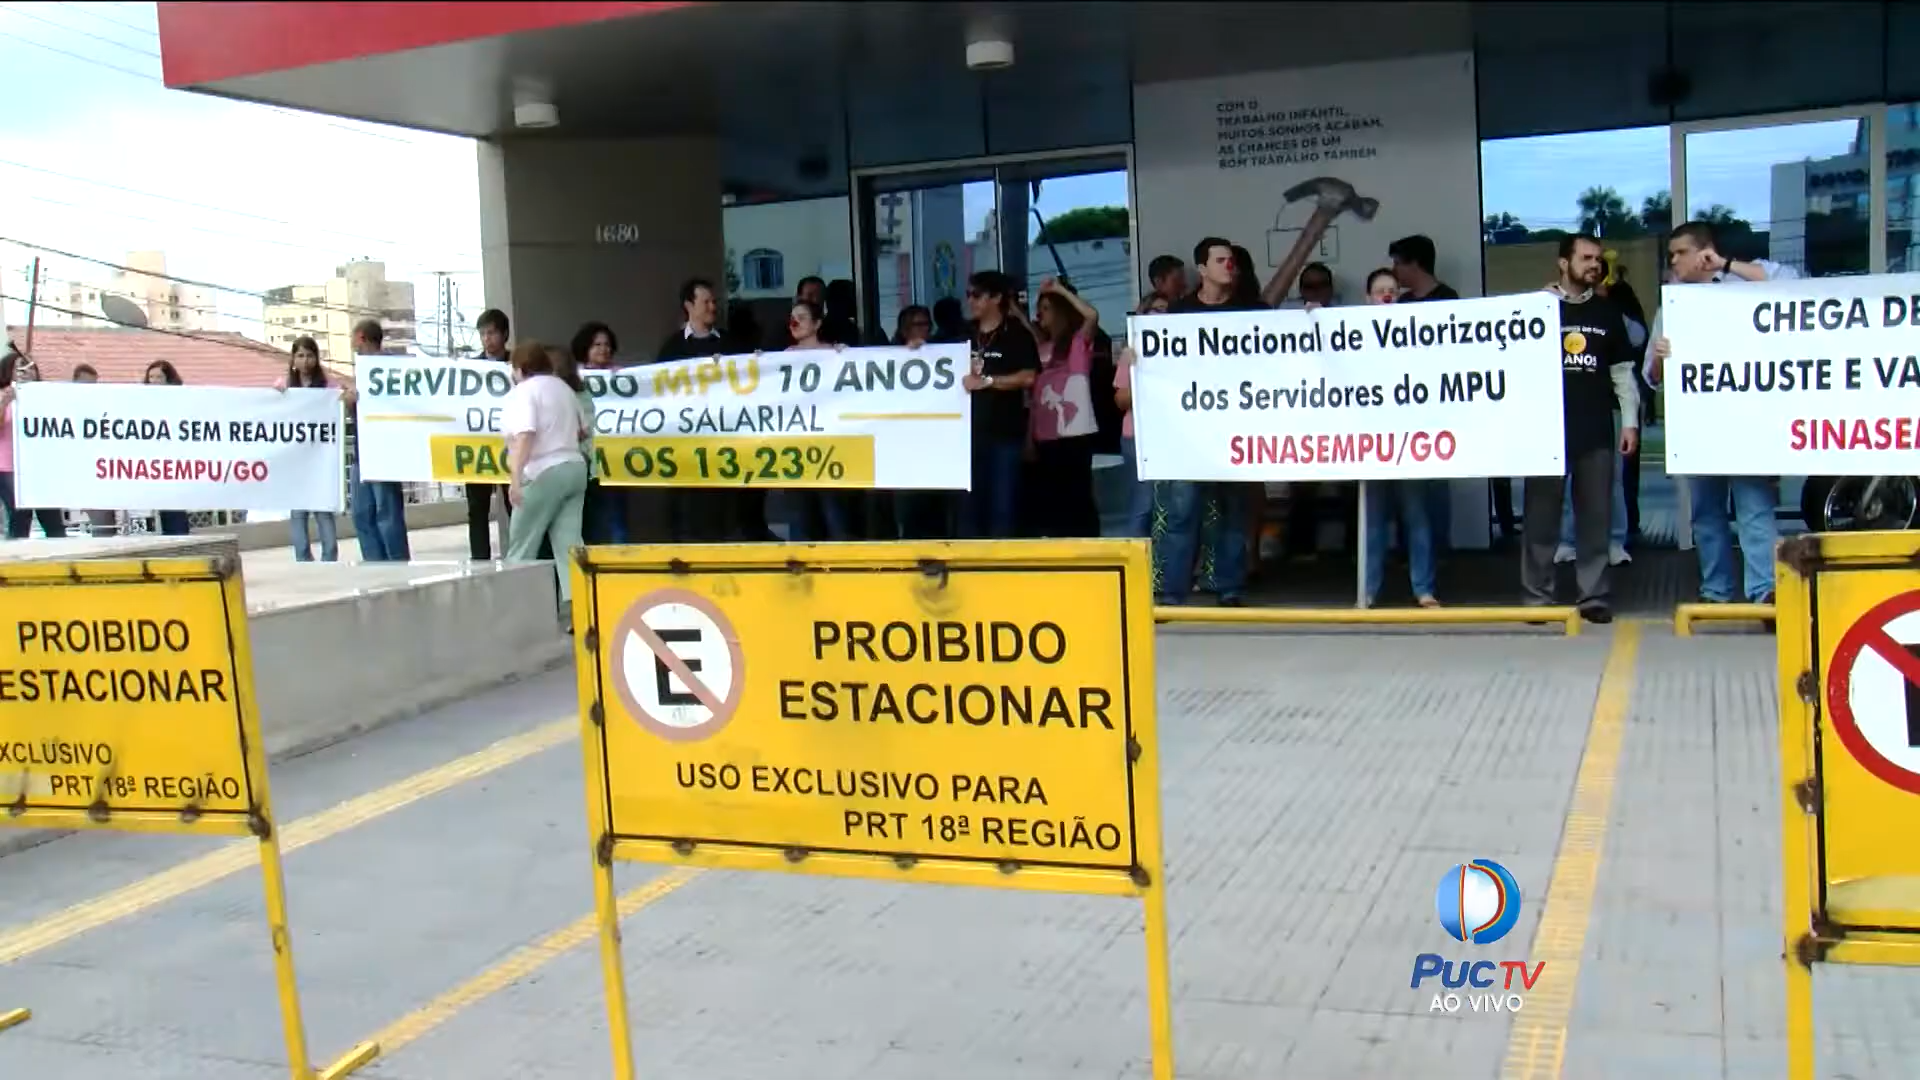 COM O
TRABALHO INFANTIL,
MUITOS SONHOS ACABAM.
AS CHANCES DE UM
BOM TRABALHO TAMBÉM
1680
UMA DÉCADA SEM REAJUSTE!
SINASEMPU/GO
SERVIDO DO MPU 10 ANOS
DE CHO SALARIAL
PAG M OS 13,23%
Dia Nacional de Valorização
dos Servidores do MPU
SINASEMPU/GO
ANO!
CHEGA DE
REAJUSTE E VA
SINASEM
PROIBIDO
ESTACIONAR
XCLUSIVO
PRT 18ª REGIÃO
E
PROIBIDO
ESTACIONAR
USO EXCLUSIVO PARA
PRT 18ª REGIÃO
PUC TV
AO VIVO